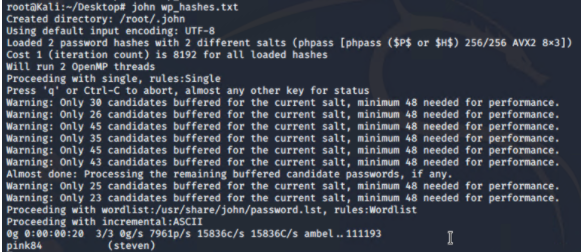 root@Kali:~/Desktop# john wp_hashes.txt
Created directory: /root/.john
Using default input encoding: UTF-8
Loaded 2 password hashes with 2 different salts (phpass [phpass ($P$ or $H$) 256/256 AVX2 8×3])
Cost 1 (iteration count) is 8192 for all loaded hashes
Will run 2 OpenMP threads
Proceeding with single, rules:Single
Press 'q' or Ctrl-C to abort, almost any other key for status
Warning: Only 30 candidates buffered for the current salt, minimum 48 needed for performance.
Warning: Only 26 candidates buffered for the current salt, minimum 48 needed for performance.
Warning: Only 45 candidates buffered for the current salt, minimum 48 needed for performance.
Warning: Only 35 candidates buffered for the current salt, minimum 48 needed for performance.
Warning: Only 45 candidates buffered for the current salt, minimum 48 needed for performance.
Warning: Only 43 candidates buffered for the current salt, minimum 48 needed for performance.
Almost done: Processing the remaining buffered candidate passwords, if any.
Warning: Only 25 candidates buffered for the current salt, minimum 48 needed for performance.
Warning: Only 23 candidates buffered for the current salt, minimum 48 needed for performance.
Proceeding with wordlist:/usr/share/john/password.lst, rules:Wordlist
Proceeding with incremental:ASCII
0g 0:00:00:20 3/3 0g/s 7961p/s 15836c/s 15836C/s ambel..111193
pink84 (steven)